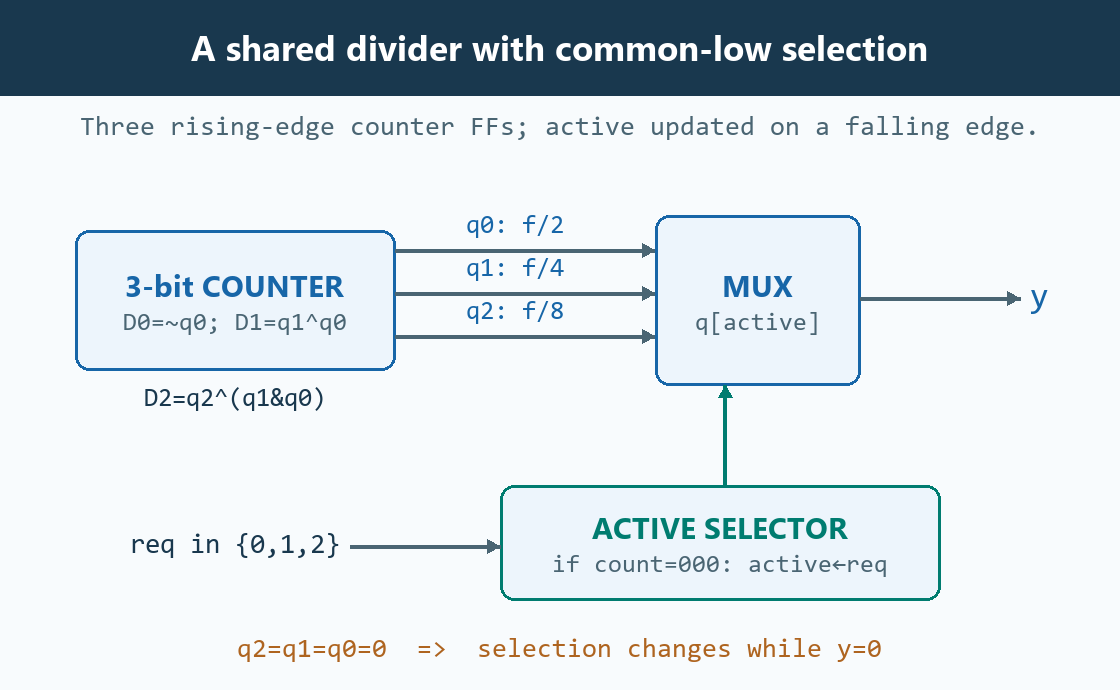 A shared divider with common-low selection
Three rising-edge counter FFs; active updated on a falling edge.
q0: f/2
q1: f/4
q2: f/8
3-bit COUNTER
D0=~q0; D1=q1^q0
D2=q2^(q1&q0)
MUX
q[active]
y
req in {0,1,2}
ACTIVE SELECTOR
if count=000: active←req
q2=q1=q0=0 => selection changes while y=0